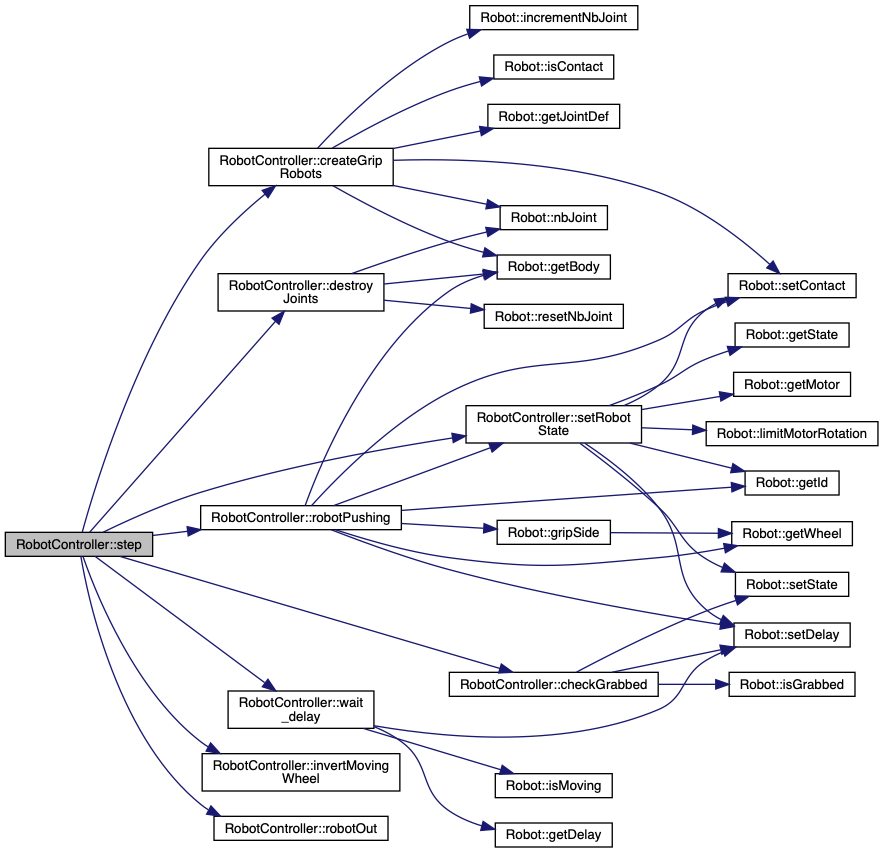 Robot::incrementNbJoint
Robot::isContact
Robot::getJointDef
RobotController::createGrip
Robots
Robot::nbJoint
Robot::getBody
RobotController::destroy
Joints
Robot::setContact
Robot::resetNbJoint
Robot::getState
Robot::getMotor
RobotController::setRobot
State
Robot::limitMotorRotation
Robot::getId
RobotController::robotPushing
Robot::gripSide
Robot::getWheel
RobotController::step
Robot::setState
Robot::setDelay
RobotController::checkGrabbed
Robot::isGrabbed
RobotController::wait
_delay
RobotController::invertMoving
Wheel
Robot::isMoving
RobotController::robotOut
Robot::getDelay